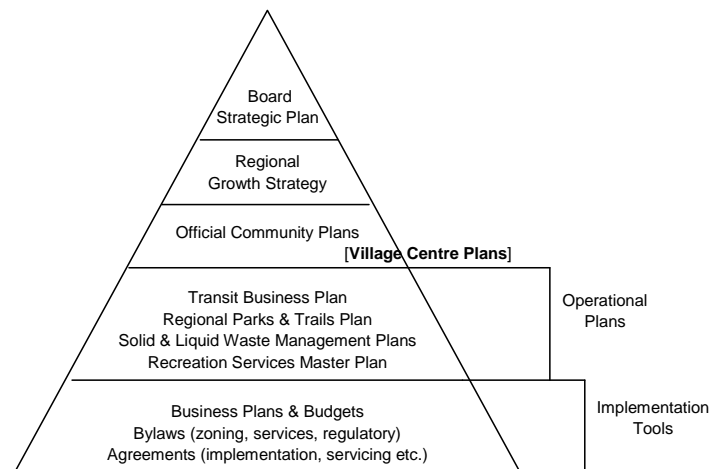 Board
Strategic Plan
Regional
Growth Strategy
Official Community Plans
[Village Centre Plans]
Transit Business Plan
Regional Parks & Trails Plan
Solid & Liquid Waste Management Plans
Recreation Services Master Plan
Operational
Plans
Business Plans & Budgets
Bylaws (zoning, services, regulatory)
Agreements (implementation, servicing etc.)
Implementation
Tools